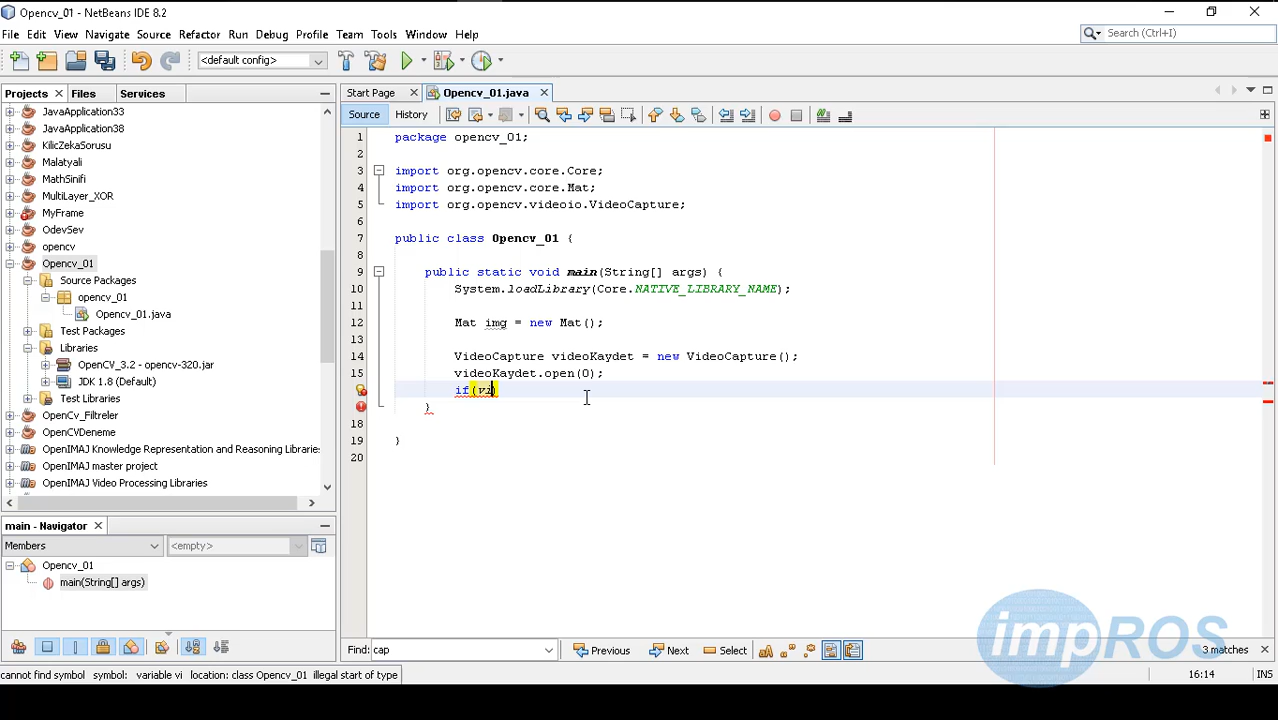 Opencv_01 - NetBeans IDE 8.2
File Edit View Navigate Source Refactor Run Debug Profile Team Tools Window Help
Search (Ctrl+I)
<default config>
Projects Files Services
Start Page Opencv_01.java
Source History
JavaApplication33
JavaApplication38
KilicZekaSorusu
Malatyali
MathSinifi
MultiLayer_XOR
MyFrame
OdevSev
opencv
Opencv_01
Source Packages
opencv_01
Opencv_01.java
Test Packages
Libraries
OpenCV_3.2 - opencv-320.jar
JDK 1.8 (Default)
Test Libraries
OpenCv_Filtreler
OpenCVDeneme
OpenIMAJ Knowledge Representation and Reasoning Librarie:
OpenIMAJ master project
OpenIMAJ Video Processing Libraries
1 package opencv_01;
2
3 import org.opencv.core.Core;
4 import org.opencv.core.Mat;
5 import org.opencv.videoio.VideoCapture;
6
7 public class Opencv_01 {
8
9 public static void main(String[] args) {
10 System.loadLibrary(Core.NATIVE_LIBRARY_NAME);
11
12 Mat img = new Mat();
13
14 VideoCapture videoKaydet = new VideoCapture();
15 videoKaydet.open(0);
if(vi)
}
18
19 }
20
main - Navigator
Members <empty>
Opencv_01
main(String[] args)
Find: cap Previous Next Select 3 matches
cannot find symbol symbol: variable vi location: class Opencv_01 illegal start of type
16:14 INS
impROS